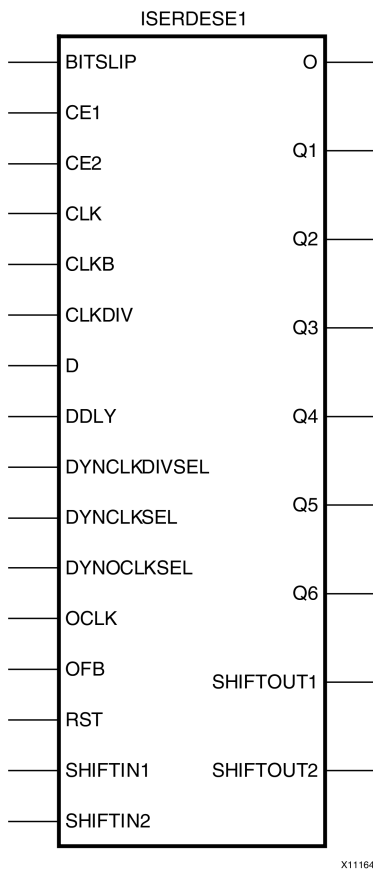 ISERDESE1
BITSLIP
O
CE1
Q1
CE2
CLK
Q2
CLKB
CLKDIV
Q3
D
DDLY
Q4
DYNCLKDIVSEL
Q5
DYNCLKSEL
DYNOCLKSEL
Q6
OCLK
OFB
SHIFTOUT1
RST
SHIFTIN1
SHIFTOUT2
SHIFTIN2
X11164